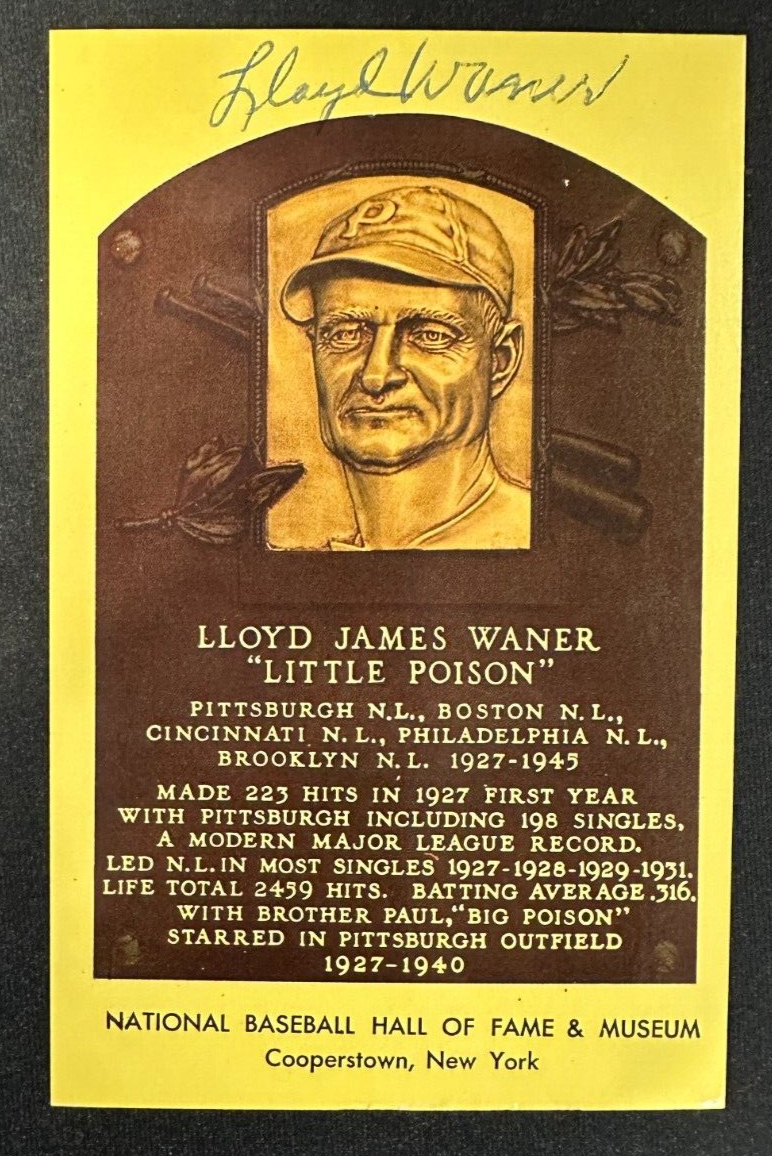 Lloyd Waner
P
LLOYD JAMES WANER
"LITTLE POISON"
PITTSBURGH N.L., BOSTON N.L.,
CINCINNATI N.L., PHILADELPHIA N.L.,
BROOKLYN N.L. 1927-1945
MADE 223 HITS IN 1927 FIRST YEAR
WITH PITTSBURGH INCLUDING 198 SINGLES,
A MODERN MAJOR LEAGUE RECORD.
LED N.L. IN MOST SINGLES 1927-1928-1929-1931.
LIFE TOTAL 2459 HITS. BATTING AVERAGE .316.
WITH BROTHER PAUL, "BIG POISON"
STARRED IN PITTSBURGH OUTFIELD
1927-1940
NATIONAL BASEBALL HALL OF FAME & MUSEUM
Cooperstown, New York